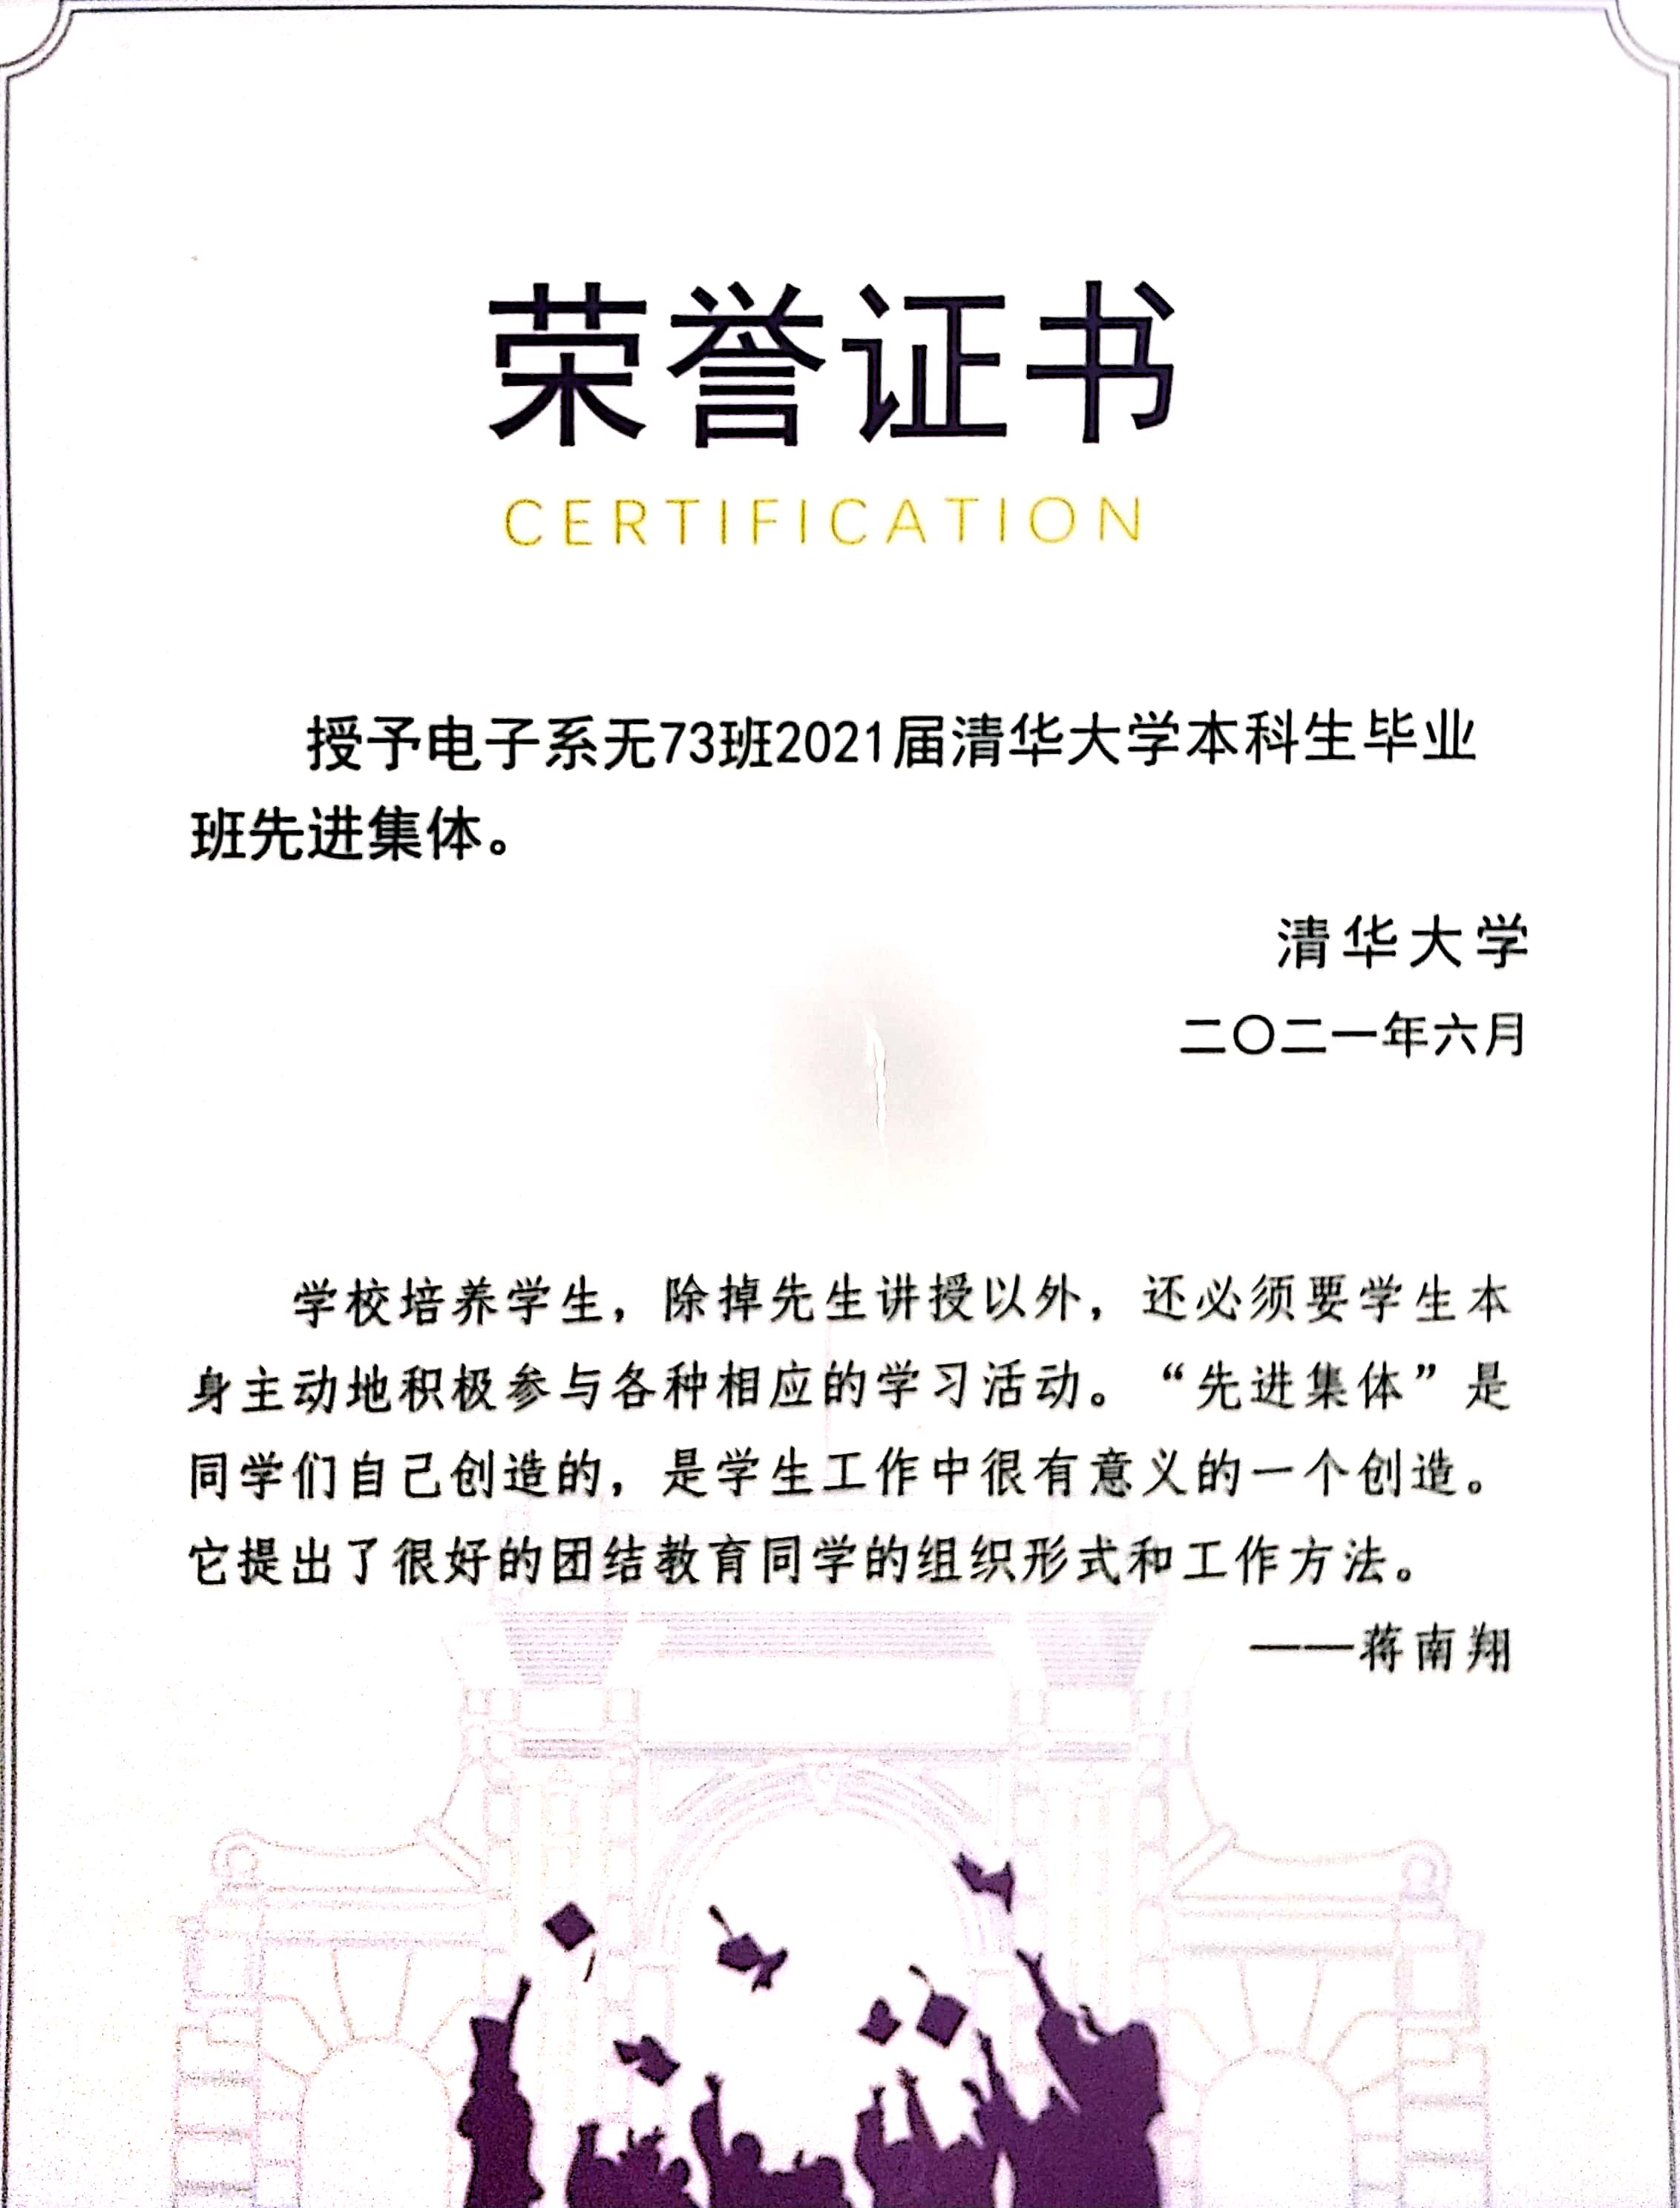 荣誉证书
CERTIFICATION
授予电子系无73班2021届清华大学本科生毕业
班先进集体。
清华大学
二〇二一年六月
学校培养学生，除掉先生讲授以外，还必须要学生本
身主动地积极参与各种相应的学习活动。“先进集体”是
同学们自己创造的，是学生工作中很有意义的一个创造。
它提出了很好的团结教育同学的组织形式和工作方法。
——蒋南翔